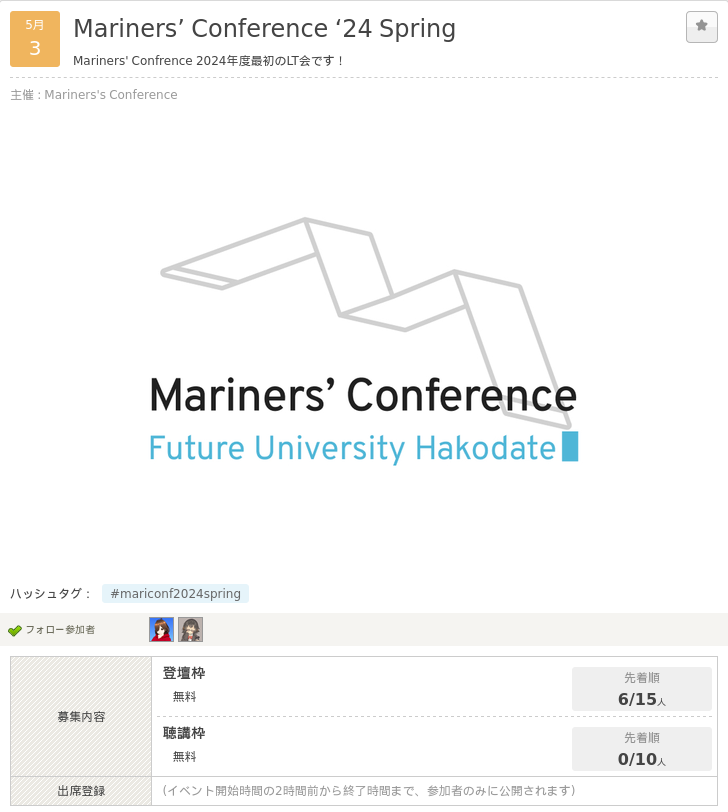 5月
3
Mariners’ Conference ‘24 Spring
Mariners' Confrence 2024年度最初のLT会です！
主催 : Mariners's Conference
Mariners’ Conference
Future University Hakodate
ハッシュタグ： #mariconf2024spring
フォロー参加者
募集内容
登壇枠
無料
先着順
6/15人
聴講枠
無料
先着順
0/10人
出席登録 (イベント開始時間の2時間前から終了時間まで、参加者のみに公開されます)